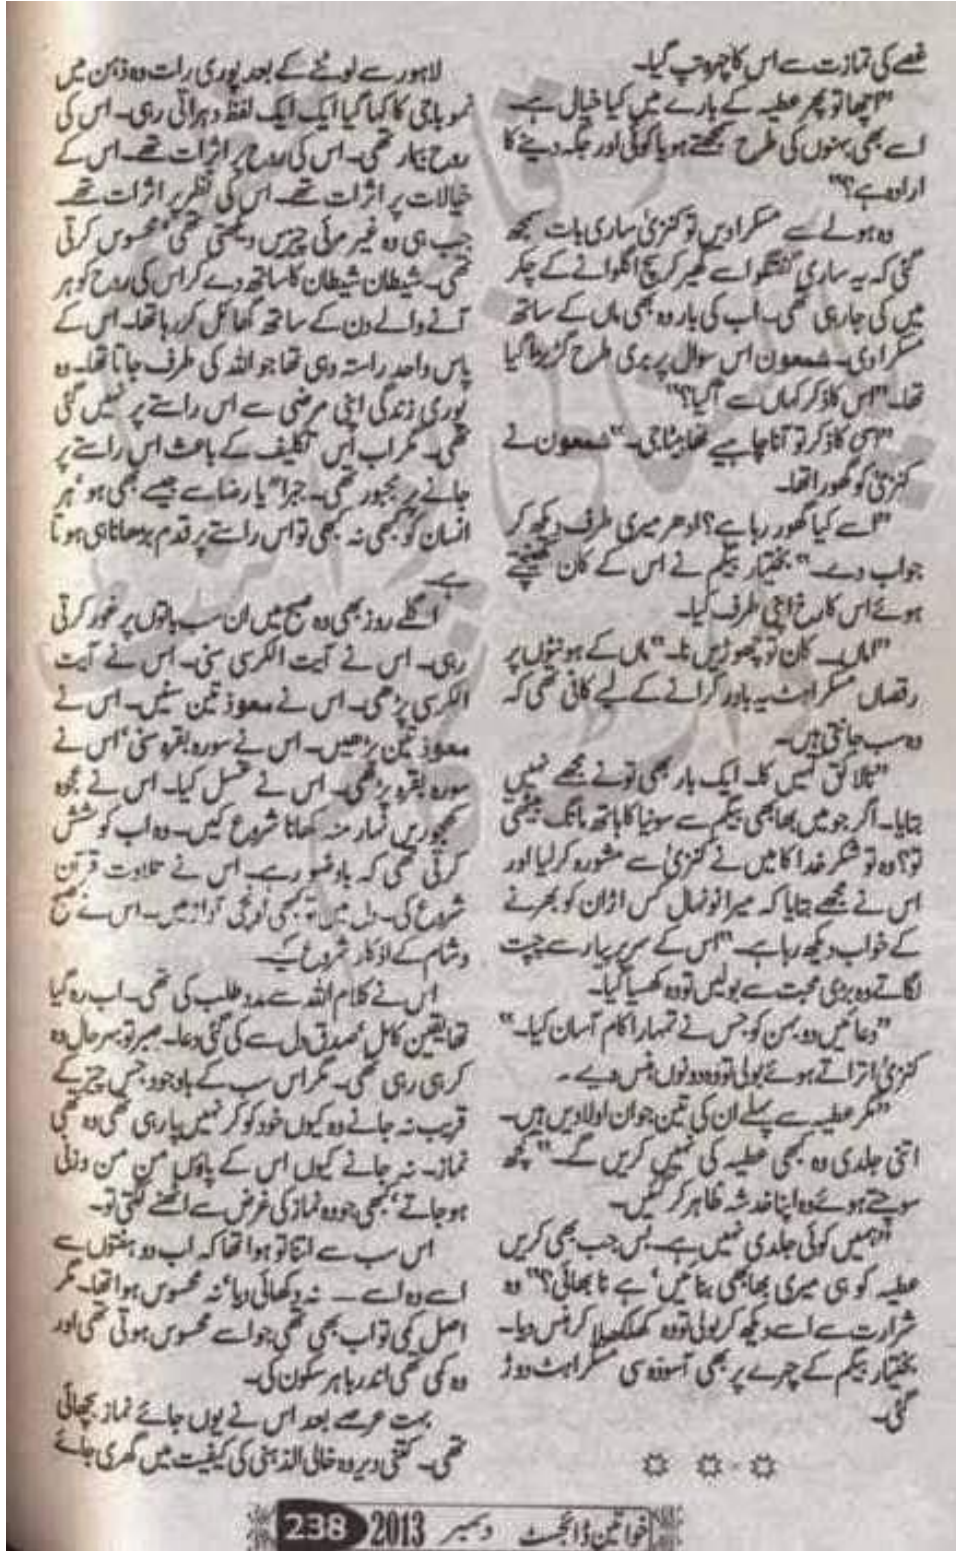 غصے کی تمازت سے اس کا چہرہ تپ گیا۔
"اچھا تو پھر عطیہ کے بارے میں کیا خیال ہے۔
اسے بھی بہنوں کی طرح سمجھتے ہو یا کوئی اور جگہ دینے کا
ارادہ ہے؟"
وہ ہولے سے مسکرا دیں تو کنزیٰ ساری بات سمجھ
گئی کہ یہ ساری گفتگو اسے گھیر کر سچ اگلوانے کے چکر
میں کی جا رہی تھی۔ اب کی بار وہ بھی ماں کے ساتھ
مسکرا دی۔ شمعون اس سوال پر بری طرح گڑبڑا گیا
تھا۔ "اس کا ذکر کہاں سے آ گیا؟"
"اسی کا ذکر تو آنا چاہیے تھا بیٹا جی۔" شمعون نے
کنزیٰ کو گھورا تھا۔
"اسے کیا گھور رہا ہے؟ ادھر میری طرف دیکھ کر
جواب دے۔" بختیار بیگم نے اس کے کان کھینچتے
ہوئے اس کا رخ اپنی طرف کیا۔
"اماں۔ کان تو چھوڑیں نا۔" ماں کے ہونٹوں پر
رقصاں مسکراہٹ یہ باور کرانے کے لیے کافی تھی کہ
وہ سب جانتی ہیں۔
"نالائق کہیں کا۔ ایک بار بھی تو نے مجھے نہیں
بتایا۔ اگر جو میں بھابھی بیگم سے سونیا کا ہاتھ مانگ بیٹھتی
تو؟ وہ تو شکر خدا کا میں نے کنزیٰ سے مشورہ کر لیا اور
اس نے مجھے بتایا کہ میرا نونہال کس اڑان کو بھرنے
کے خواب دیکھ رہا ہے۔" اس کے سر پر پیار سے چپت
لگاتے وہ بڑی محبت سے بولیں تو وہ کھسیا گیا۔
"دعائیں دو بہن کو جس نے تمہارا کام آسان کیا۔"
کنزیٰ اتراتے ہوئے بولی تو وہ دونوں ہنس دیے۔
"مگر عطیہ سے پہلے ان کی تین جوان اولادیں ہیں۔
اتنی جلدی وہ کبھی عطیہ کی نہیں کریں گے۔" کچھ
سوچتے ہوئے وہ اپنا خدشہ ظاہر کر گئیں۔
"ہمیں کوئی جلدی نہیں ہے۔ بس جب بھی کریں
عطیہ کو ہی میری بھابھی بنائیں، ہے نا بھائی؟" وہ
شرارت سے اسے دیکھ کر بولی تو وہ کھلکھلا کر ہنس دیا۔
بختیار بیگم کے چہرے پر بھی آسودہ سی مسکراہٹ دوڑ
گئی۔
لاہور سے لوٹنے کے بعد پوری رات وہ ذہن میں
نمو باجی کا کہا گیا ایک ایک لفظ دہراتی رہی۔ اس کی
روح بیمار تھی۔ اس کی روح پر اثرات تھے۔ اس کے
خیالات پر اثرات تھے۔ اس کی نظر پر اثرات تھے
جب ہی وہ غیر مرئی چیزیں دیکھتی تھی، محسوس کرتی
تھی۔ شیطان شیطان کا ساتھ دے کر اس کی روح کو ہر
آنے والے دن کے ساتھ گھائل کر رہا تھا۔ اس کے
پاس واحد راستہ وہی تھا جو اللہ کی طرف جاتا تھا۔ وہ
پوری زندگی اپنی مرضی سے اس راستے پر نہیں گئی
تھی۔ مگر اب اس تکلیف کے باعث اس راستے پر
جانے پر مجبور تھی۔ جبراً یا رضا سے جیسے بھی ہو، ہر
انسان کو کبھی نہ کبھی تو اس راستے پر قدم بڑھانا ہی ہوتا
ہے۔
اگلے روز بھی وہ صبح میں ان سب باتوں پر غور کرتی
رہی۔ اس نے آیت الکرسی سنی۔ اس نے آیت
الکرسی پڑھی۔ اس نے معوذتین سنیں۔ اس نے
معوذتین پڑھیں۔ اس نے سورہ بقرہ سنی، اس نے
سورہ بقرہ پڑھی۔ اس نے غسل کیا۔ اس نے عجوہ
کھجوریں نہار منہ کھانا شروع کیں۔ وہ اب کوشش
کرتی تھی کہ باوضو رہے۔ اس نے تلاوت قرآن
شروع کی۔ دل میں تو کبھی اونچی آواز میں۔ اس نے صبح
و شام کے اذکار شروع کیے۔
اس نے کلام اللہ سے مدد طلب کی تھی۔ اب رہ گیا
تھا یقین کامل، صدق دل سے کی گئی دعا۔ صبر تو بہرحال وہ
کر ہی رہی تھی۔ مگر اس سب کے باوجود جس چیز کے
قریب نہ جانے وہ کیوں خود کو کر نہیں پا رہی تھی وہ تھی
نماز۔ نہ جانے کیوں اس کے پاؤں من من وزنی
ہو جاتے، کبھی جو وہ نماز کی غرض سے اٹھنے لگتی تو۔
اس سب سے اتنا تو ہوا تھا کہ اب دو ہفتوں سے
اسے وہ اسے — نہ دکھائی دیا، نہ محسوس ہوا تھا۔ مگر
اصل کمی تو اب بھی تھی جو اسے محسوس ہوتی تھی اور
وہ کمی تھی اندر باہر سکون کی۔
بہت عرصے بعد اس نے یوں جائے نماز بچھائی
تھی۔ کتنی دیر وہ خالی الذہنی کی کیفیت میں گھری جائے
خواتین ڈائجسٹ دسمبر 2013 238